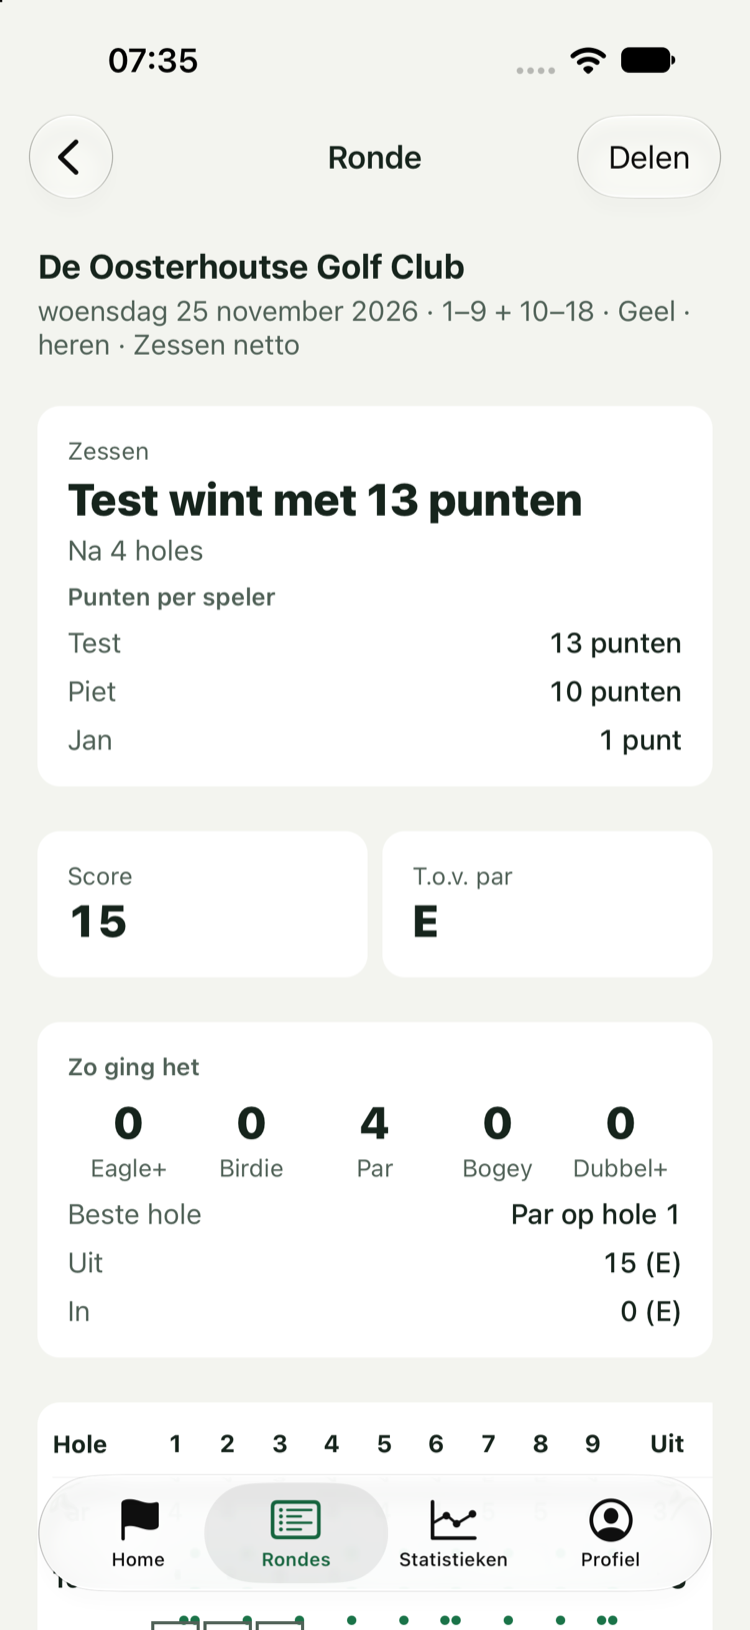 07:35
Ronde
Delen
De Oosterhoutse Golf Club
woensdag 25 november 2026 · 1–9 + 10–18 · Geel ·
heren · Zessen netto
Zessen
Test wint met 13 punten
Na 4 holes
Punten per speler
Test 13 punten
Piet 10 punten
Jan 1 punt
Score T.o.v. par
15 E
Zo ging het
0 0 4 0 0
Eagle+ Birdie Par Bogey Dubbel+
Beste hole Par op hole 1
Uit 15 (E)
In 0 (E)
Hole 1 2 3 4 5 6 7 8 9 Uit
Home Rondes Statistieken Profiel